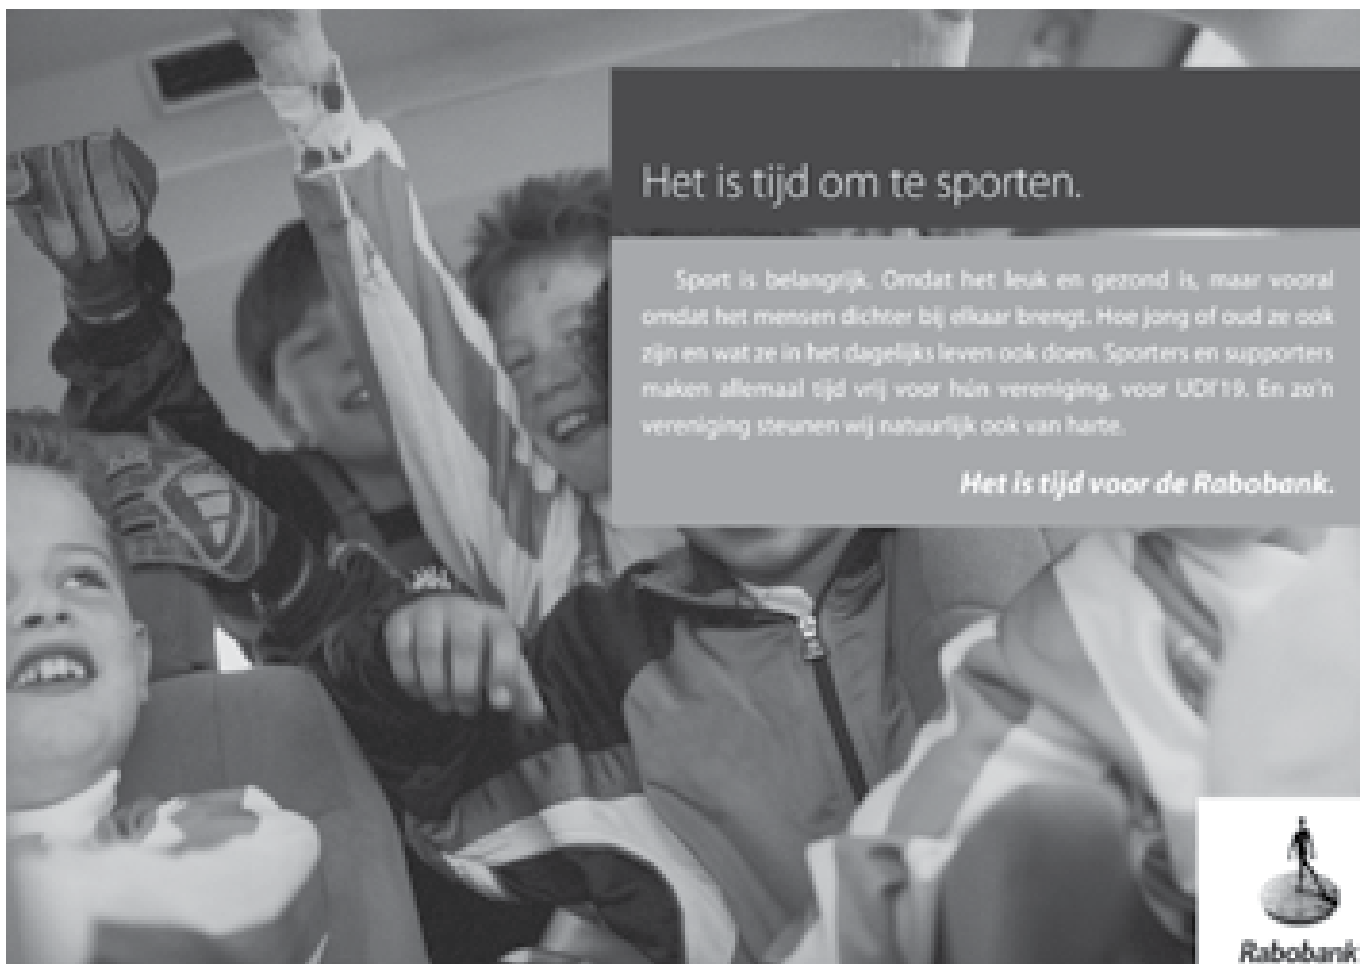 Het is tijd om te sporten.
Sport is belangrijk. Omdat het leuk en gezond is, maar vooral
omdat het mensen dichter bij elkaar brengt. Hoe jong of oud ze ook
zijn en wat ze in het dagelijks leven ook doen. Sporters en supporters
maken allemaal tijd vrij voor hún vereniging, voor UDI'19. En zo'n
vereniging steunen wij natuurlijk ook van harte.
Het is tijd voor de Rabobank.
Rabobank